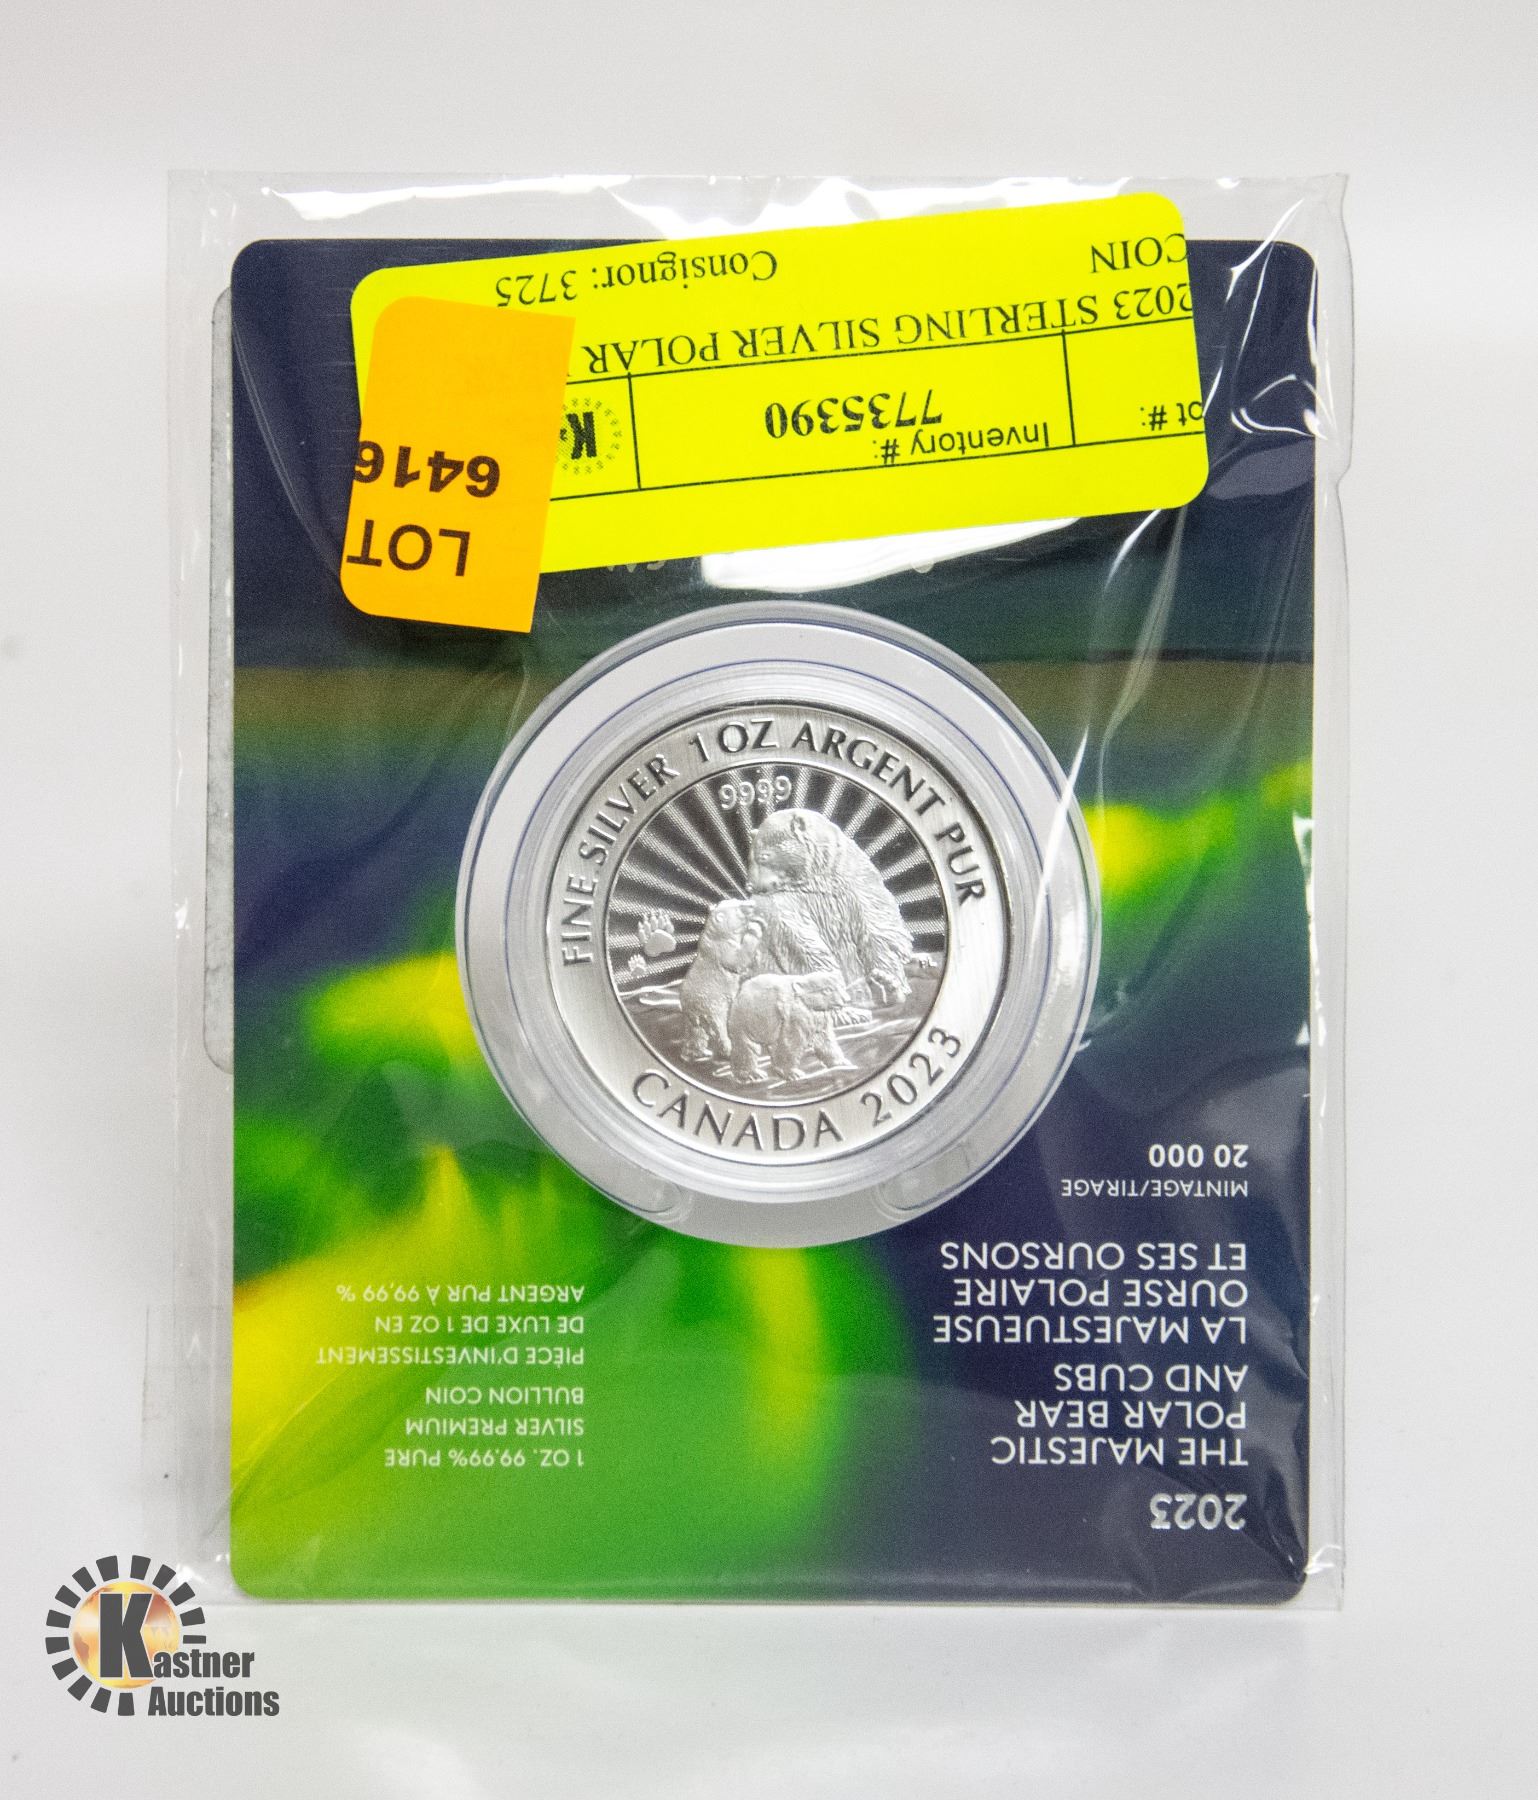 LOT
6416
ot #:
Inventory #:
7735390
K
2023 STERLING SILVER POLAR
COIN
Consignor: 3725
FINE SILVER 1 OZ ARGENT PUR
9999
CANADA 2023
2023
THE MAJESTIC
POLAR BEAR
AND CUBS
LA MAJESTUEUSE
OURSE POLAIRE
ET SES OURSONS
MINTAGE/TIRAGE
20 000
1 OZ. 99.99% PURE
SILVER PREMIUM
BULLION COIN
PIÈCE D'INVESTISSEMENT
DE LUXE DE 1 OZ EN
ARGENT PUR À 99,99 %
Kastner
Auctions